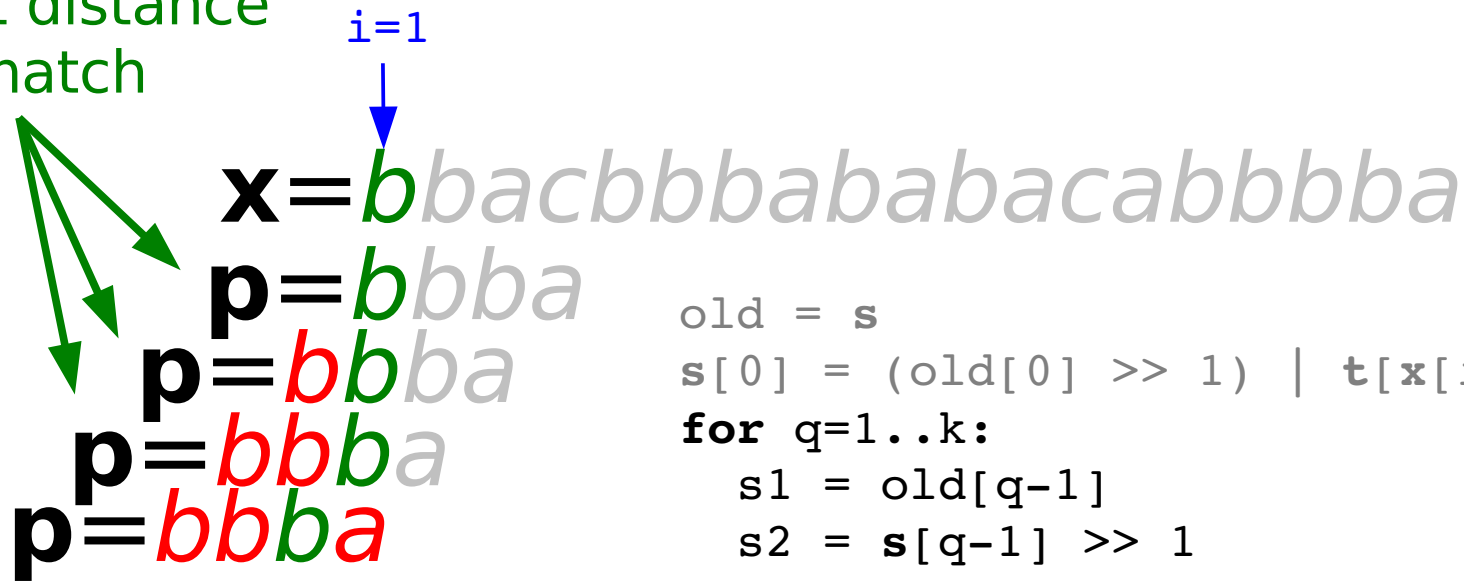 distance
match
i=1
x=bbacbbbababacabbbbba
p=bbba
p=bbba
p=bbba
p=bbba
old = s
s[0] = (old[0] >> 1) | t[x[
for q=1..k:
s1 = old[q-1]
s2 = s[q-1] >> 1